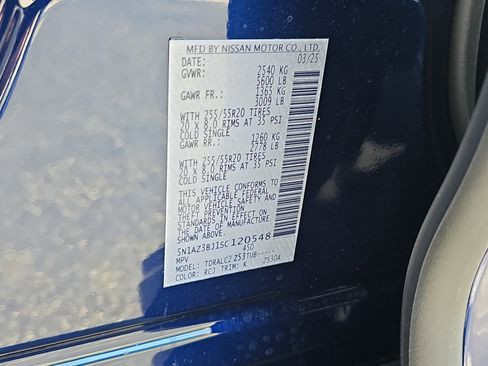 MFD BY NISSAN MOTOR CO., LTD.
DATE: 03/25
GVWR: 2540 KG
5600 LB
GAWR FR.: 1365 KG
3009 LB
WITH 255/55R20 TIRES
20 X 8.0 RIMS AT 35 PSI
COLD SINGLE
GAWR RR.: 1260 KG
2778 LB
WITH 255/55R20 TIRES
20 X 8.0 RIMS AT 35 PSI
COLD SINGLE
THIS VEHICLE CONFORMS TO
ALL APPLICABLE FEDERAL
MOTOR VEHICLE SAFETY AND
THEFT PREVENTION
STANDARDS IN EFFECT ON
THE DATE OF MANUFACTURE
SHOWN ABOVE.
5N1AZ3BJ1SC120548
MPV 450
MODEL: TDRALC2 Z53TUB-----
COLOR: RCJ TRIM: K Z53OA